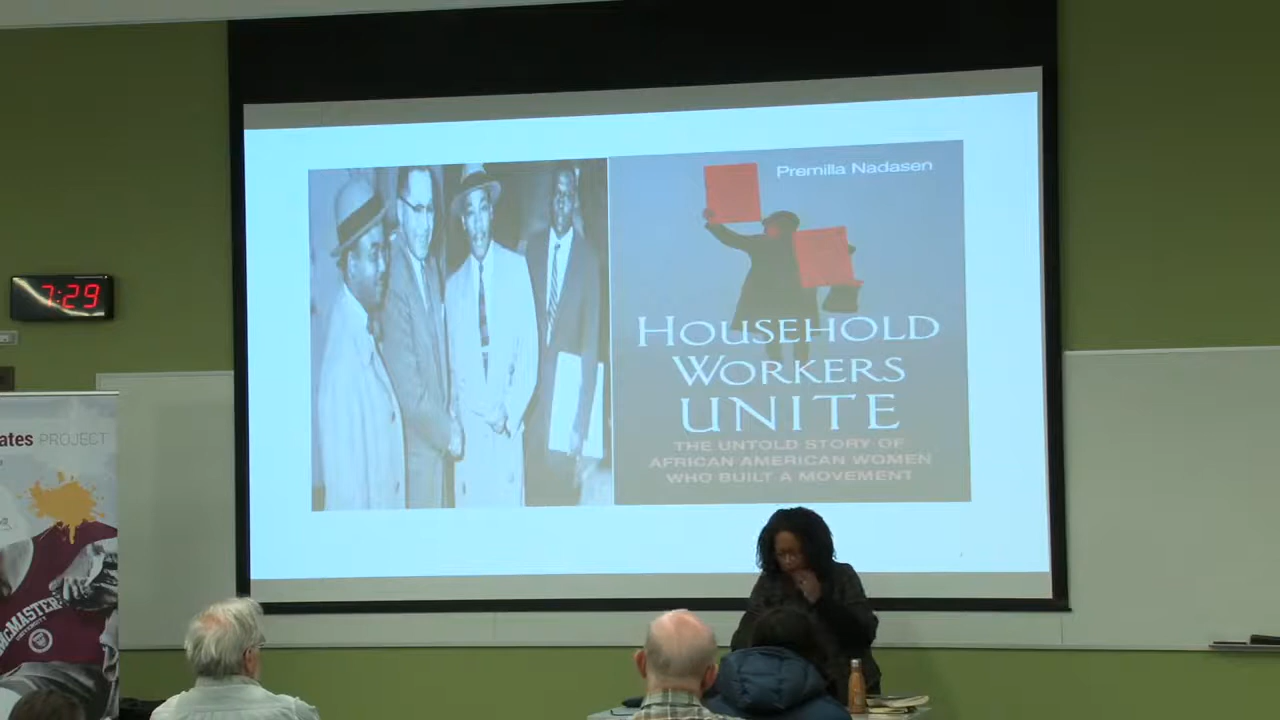 Premilla Nadasen
HOUSEHOLD
WORKERS
UNITE
THE UNTOLD STORY OF
AFRICAN AMERICAN WOMEN
WHO BUILT A MOVEMENT
7:29
ates PROJECT
MCMASTER